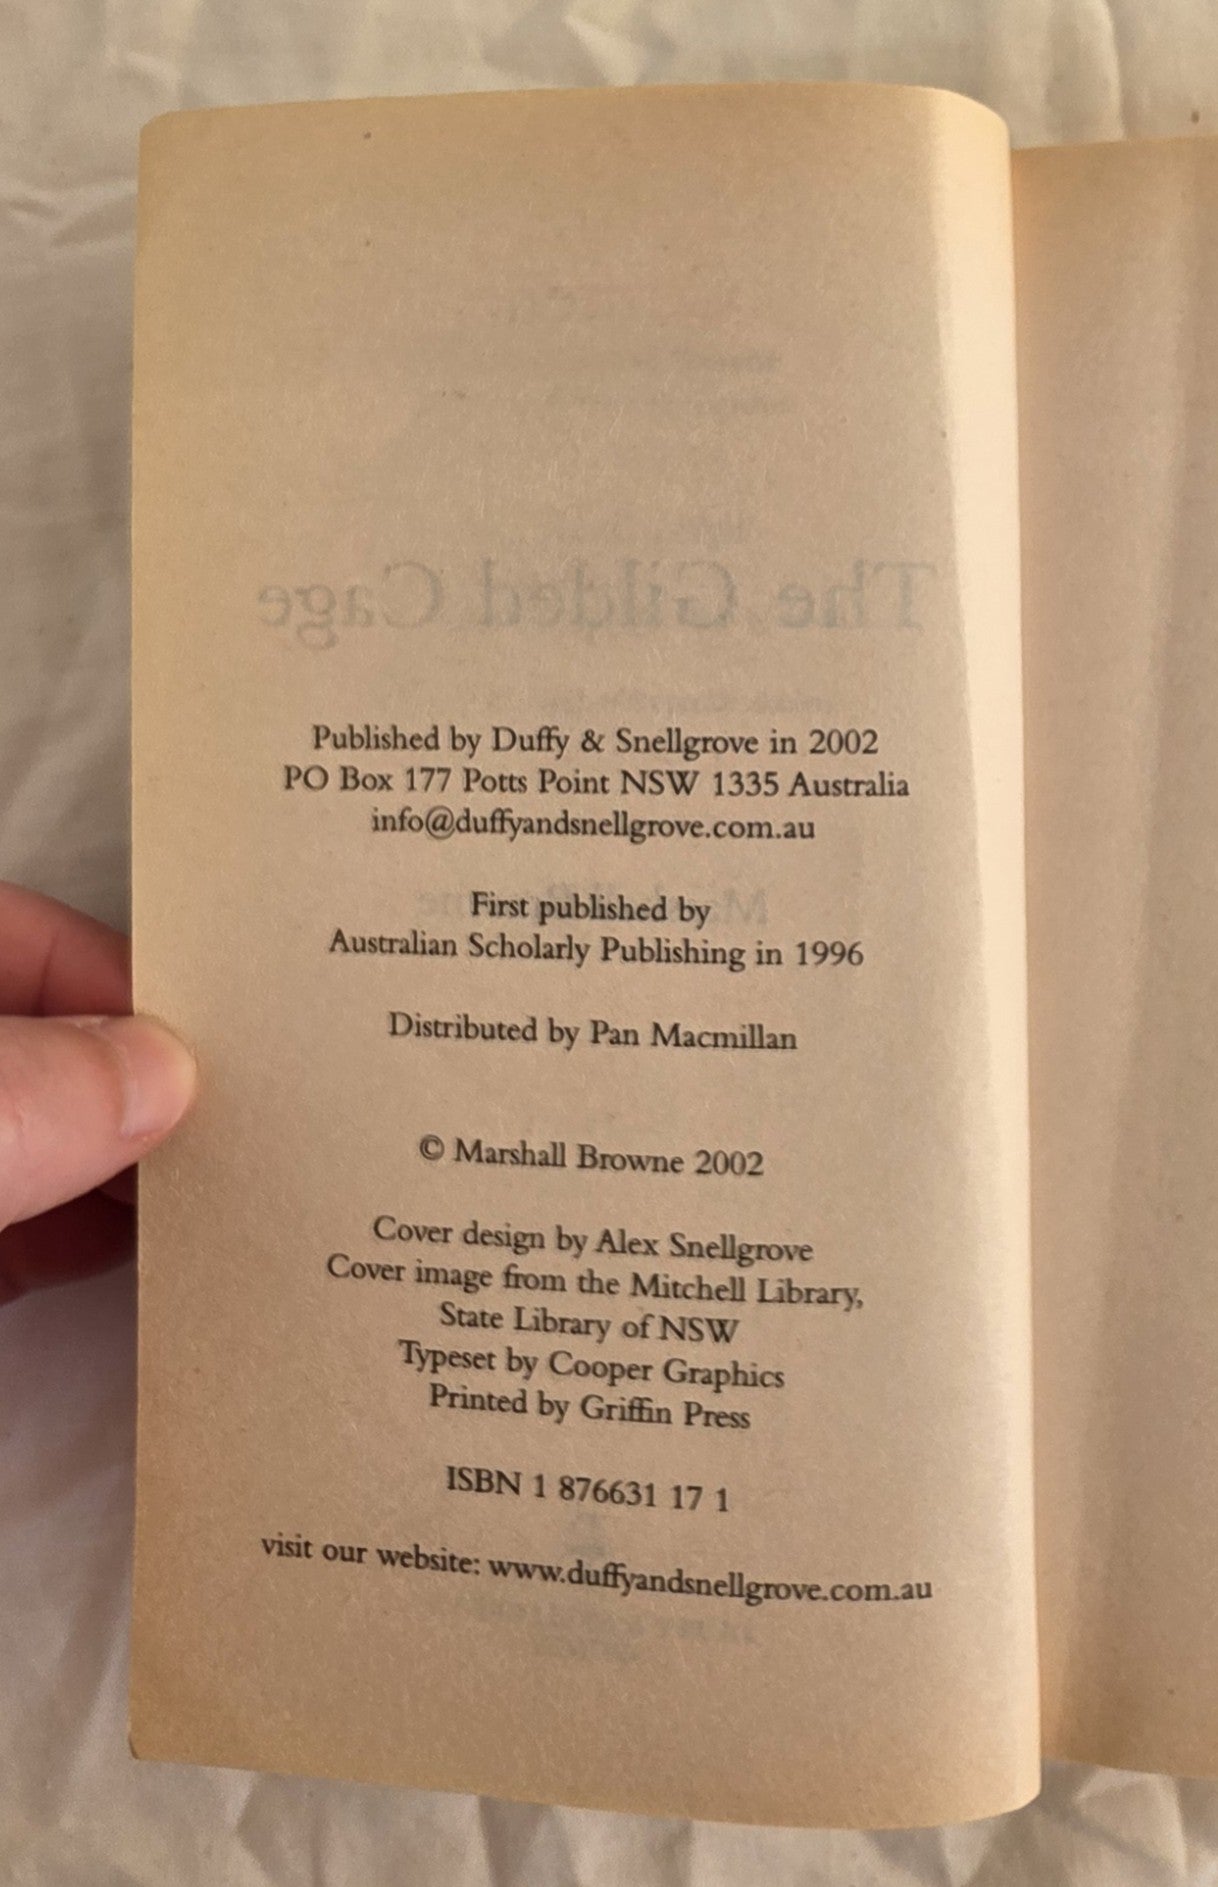 The Gilded Cage
Published by Duffy & Snellgrove in 2002
PO Box 177 Potts Point NSW 1335 Australia
info@duffyandsnellgrove.com.au
First published by
Australian Scholarly Publishing in 1996
Distributed by Pan Macmillan
© Marshall Browne 2002
Cover design by Alex Snellgrove
Cover image from the Mitchell Library,
State Library of NSW
Typeset by Cooper Graphics
Printed by Griffin Press
ISBN 1 876631 17 1
visit our website: www.duffyandsnellgrove.com.au